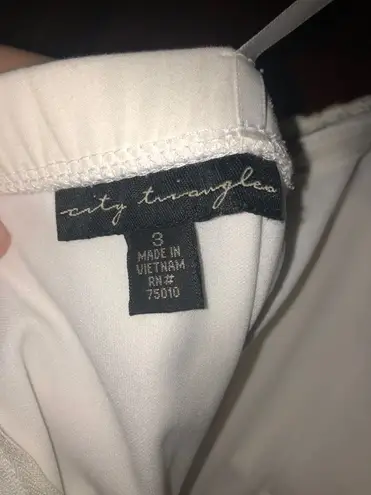 city triangles
3
MADE IN
VIETNAM
RN#
75010